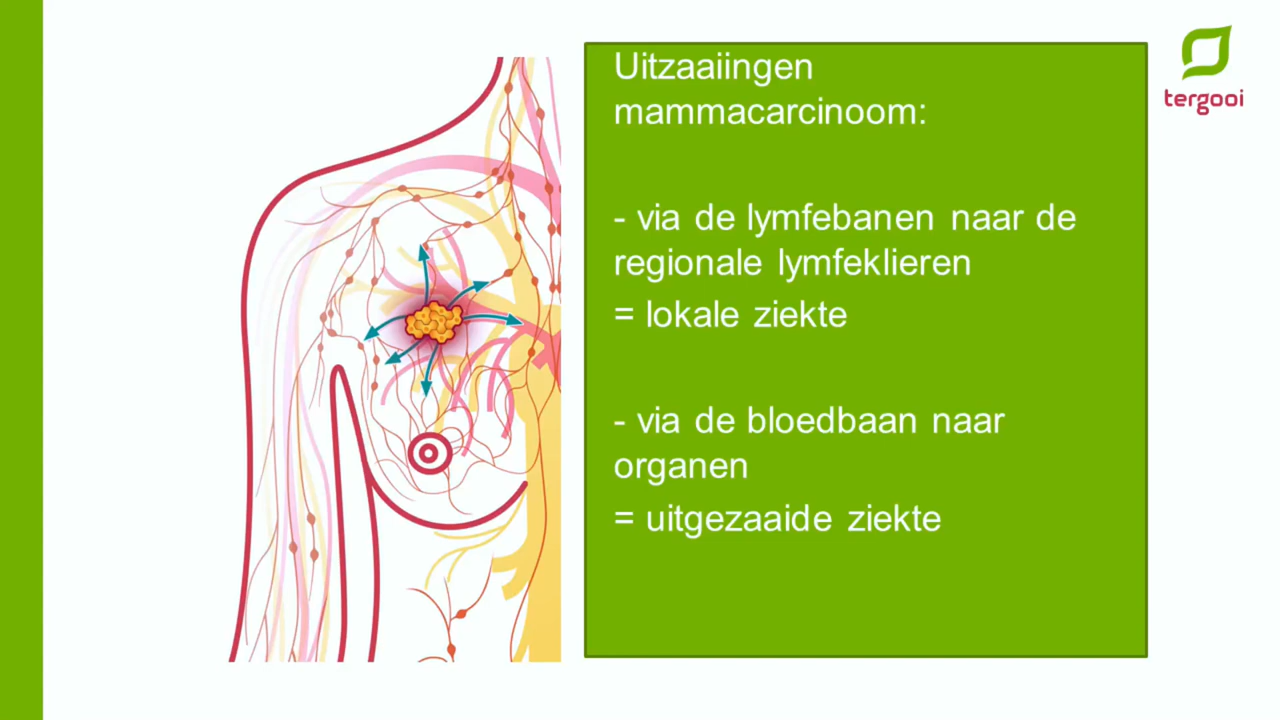 Uitzaaiingen
mammacarcinoom:
- via de lymfebanen naar de
regionale lymfeklieren
= lokale ziekte
- via de bloedbaan naar
organen
= uitgezaaide ziekte
tergooi